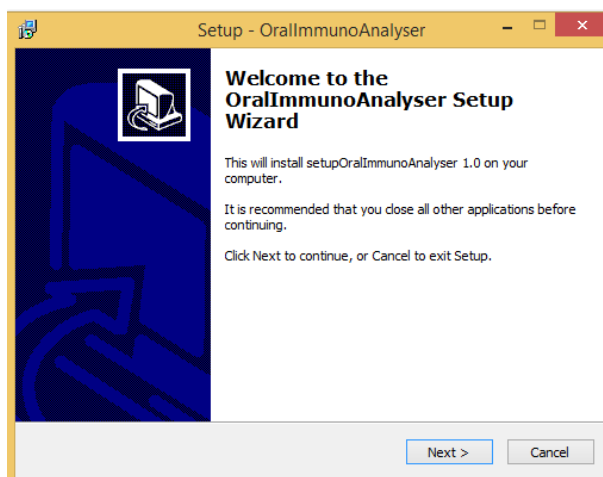 Setup - OralImmunoAnalyser
Welcome to the
OralImmunoAnalyser Setup
Wizard
This will install setupOralImmunoAnalyser 1.0 on your
computer.
It is recommended that you close all other applications before
continuing.
Click Next to continue, or Cancel to exit Setup.
Next >
Cancel